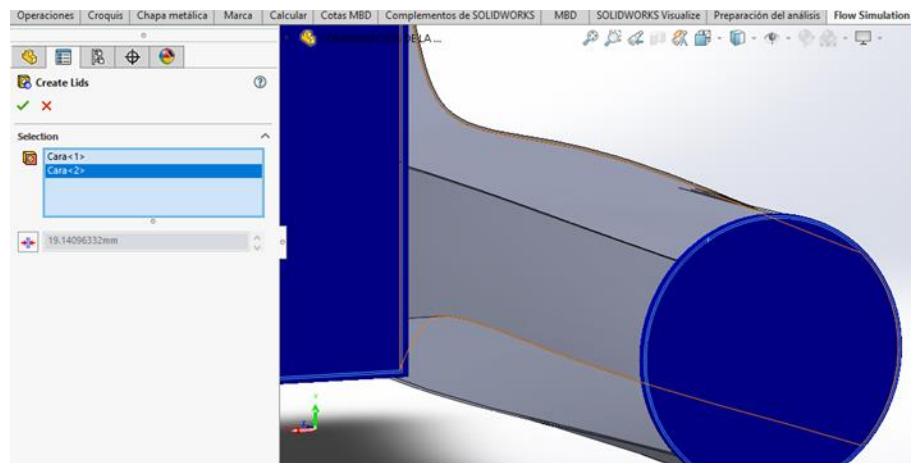 Operaciones Croquis Chapa metálica Marca Calcular Cotas MBD Complementos de SOLIDWORKS MBD SOLIDWORKS Visualize Preparación del análisis Flow Simulation
Create Lids
Selection
Cara<1>
Cara<2>
19.14096332mm